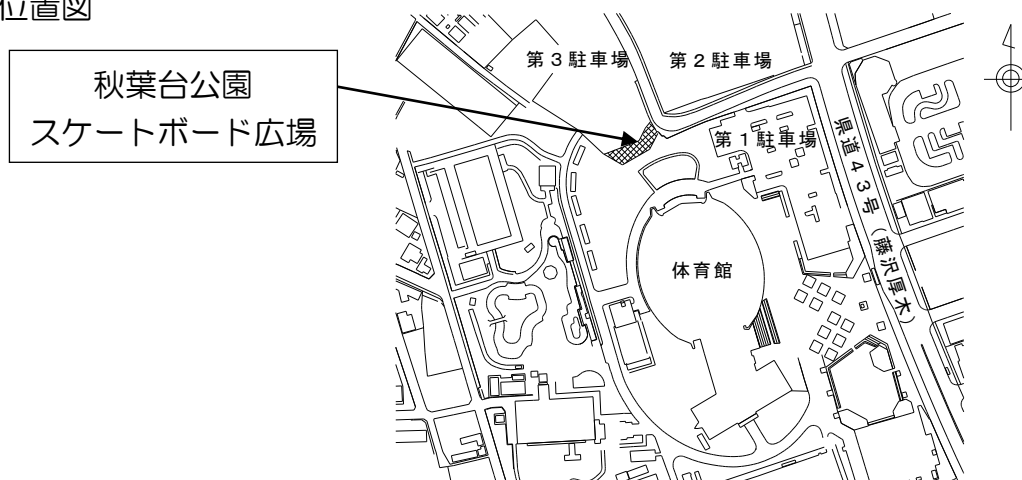 位置図
秋葉台公園
スケートボード広場
第３駐車場
第２駐車場
第１駐車場
県道４３号（藤沢厚木）
体育館